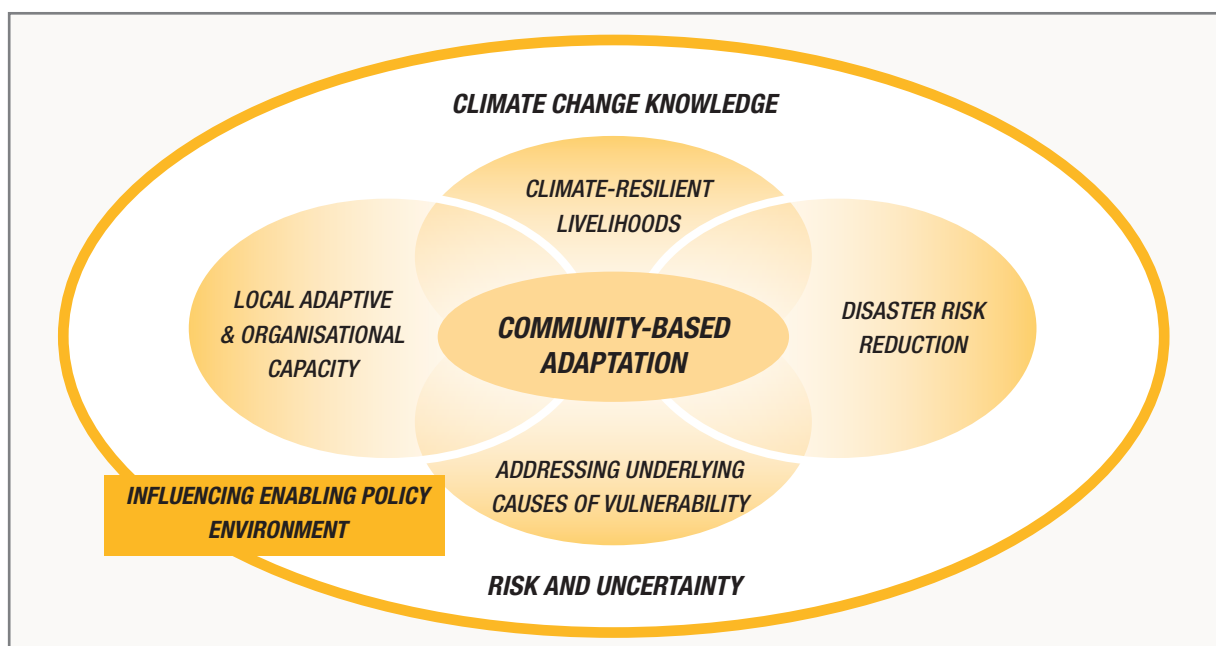 CLIMATE CHANGE KNOWLEDGE
CLIMATE-RESILIENT
LIVELIHOODS
LOCAL ADAPTIVE
& ORGANISATIONAL
CAPACITY
COMMUNITY-BASED
ADAPTATION
DISASTER RISK
REDUCTION
ADDRESSING UNDERLYING
CAUSES OF VULNERABILITY
INFLUENCING ENABLING POLICY
ENVIRONMENT
RISK AND UNCERTAINTY